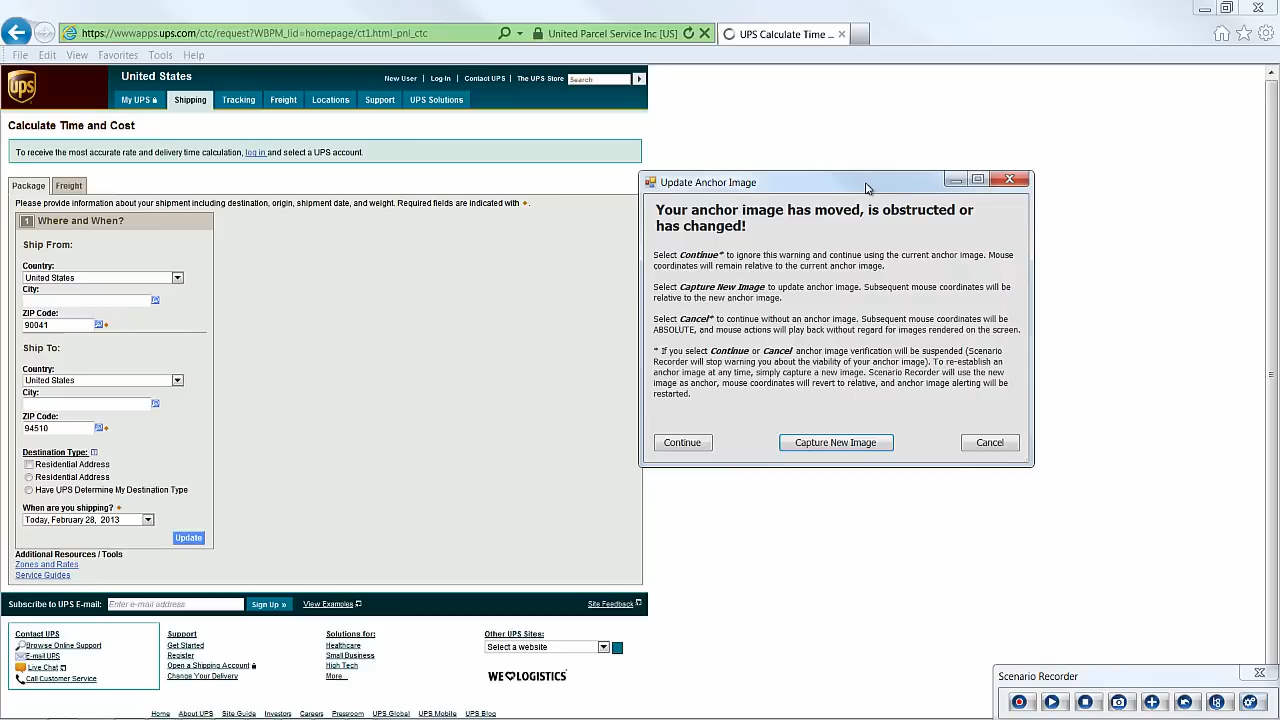 https://wwwapps.ups.com/ctc/request?WBPM_lid=homepage/ct1.html_pnl_ctc
United Parcel Service Inc [US]
UPS Calculate Time ...
File Edit View Favorites Tools Help
ups
United States
New User | Log-In | Contact UPS | The UPS Store
Search
My UPS Shipping Tracking Freight Locations Support UPS Solutions
Calculate Time and Cost
To receive the most accurate rate and delivery time calculation, log in and select a UPS account.
Package Freight
Please provide information about your shipment including destination, origin, shipment date, and weight. Required fields are indicated with .
1 Where and When?
Ship From:
Country:
United States
City:
ZIP Code:
90041
Ship To:
Country:
United States
City:
ZIP Code:
94510
Destination Type:
Residential Address
Residential Address
Have UPS Determine My Destination Type
When are you shipping?
Today, February 28, 2013
Update
Additional Resources / Tools
Zones and Rates
Service Guides
Update Anchor Image
Your anchor image has moved, is obstructed or
has changed!
Select Continue* to ignore this warning and continue using the current anchor image. Mouse
coordinates will remain relative to the current anchor image.
Select Capture New Image to update anchor image. Subsequent mouse coordinates will be
relative to the new anchor image.
Select Cancel* to continue without an anchor image. Subsequent mouse coordinates will be
ABSOLUTE, and mouse actions will play back without regard for images rendered on the screen.
* If you select Continue or Cancel anchor image verification will be suspended (Scenario
Recorder will stop warning you about the viability of your anchor image). To re-establish an
anchor image at any time, simply capture a new image. Scenario Recorder will use the new
image as anchor, mouse coordinates will revert to relative, and anchor image alerting will be
restarted.
Continue Capture New Image Cancel
Subscribe to UPS E-mail: Enter e-mail address Sign Up » View Examples
Site Feedback
Contact UPS
Browse Online Support
E-mail UPS
Live Chat
Call Customer Service
Support
Get Started
Register
Open a Shipping Account
Change Your Delivery
Solutions for:
Healthcare
Small Business
High Tech
More...
Other UPS Sites:
Select a website
WE LOGISTICS
Home About UPS Site Guide Investors Careers Pressroom UPS Global UPS Mobile UPS Blog
Scenario Recorder